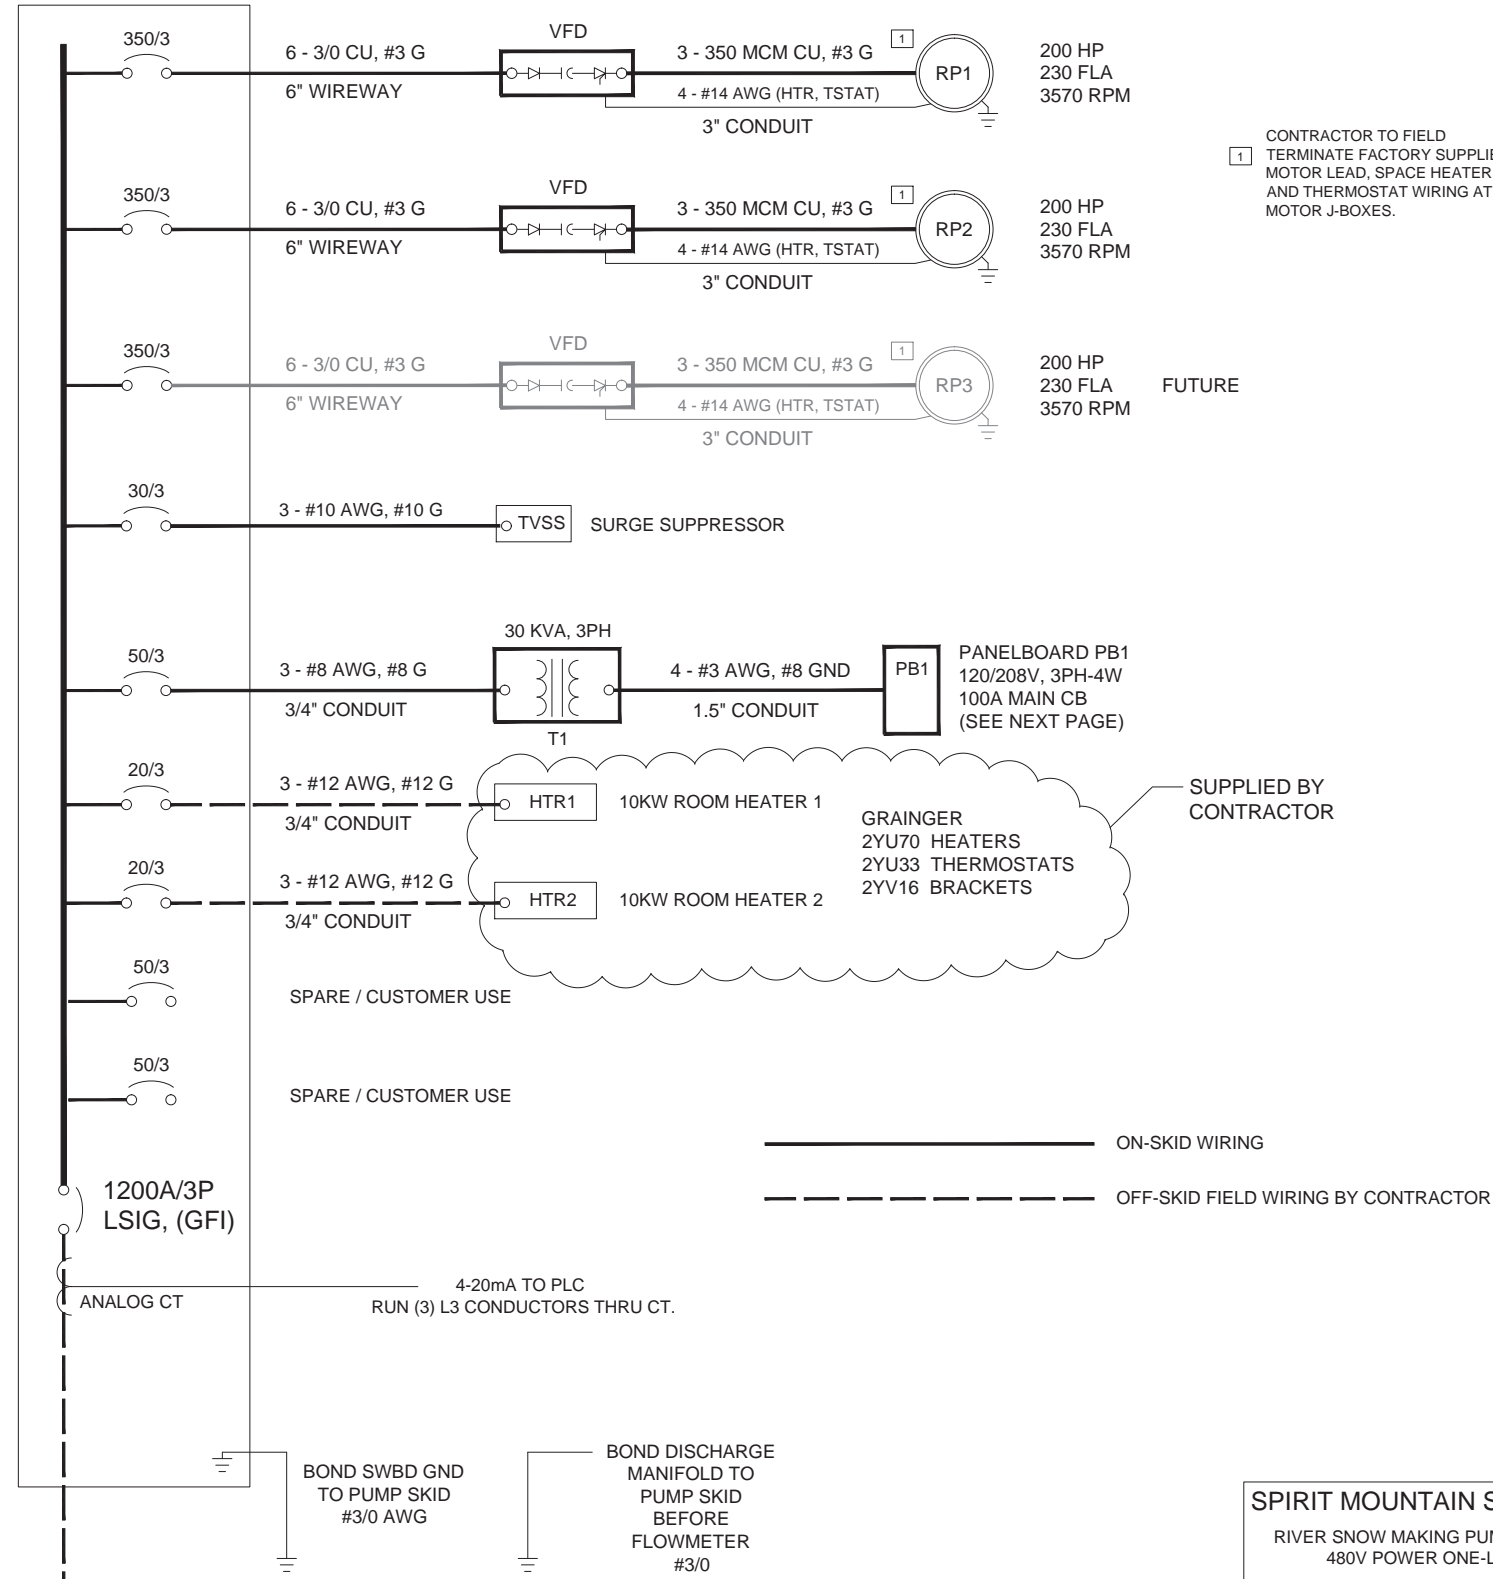 350/3
6 - 3/0 CU, #3 G
6" WIREWAY
VFD
3 - 350 MCM CU, #3 G
1
4 - #14 AWG (HTR, TSTAT)
3" CONDUIT
RP1
200 HP
230 FLA
3570 RPM
CONTRACTOR TO FIELD
1 TERMINATE FACTORY SUPPLIE
MOTOR LEAD, SPACE HEATER
AND THERMOSTAT WIRING AT
MOTOR J-BOXES.
350/3
6 - 3/0 CU, #3 G
6" WIREWAY
VFD
3 - 350 MCM CU, #3 G
1
4 - #14 AWG (HTR, TSTAT)
3" CONDUIT
RP2
200 HP
230 FLA
3570 RPM
350/3
6 - 3/0 CU, #3 G
6" WIREWAY
VFD
3 - 350 MCM CU, #3 G
1
4 - #14 AWG (HTR, TSTAT)
3" CONDUIT
RP3
200 HP
230 FLA
3570 RPM
FUTURE
30/3
3 - #10 AWG, #10 G
TVSS
SURGE SUPPRESSOR
50/3
3 - #8 AWG, #8 G
3/4" CONDUIT
30 KVA, 3PH
T1
4 - #3 AWG, #8 GND
1.5" CONDUIT
PB1
PANELBOARD PB1
120/208V, 3PH-4W
100A MAIN CB
(SEE NEXT PAGE)
20/3
3 - #12 AWG, #12 G
3/4" CONDUIT
HTR1
10KW ROOM HEATER 1
20/3
3 - #12 AWG, #12 G
3/4" CONDUIT
HTR2
10KW ROOM HEATER 2
GRAINGER
2YU70 HEATERS
2YU33 THERMOSTATS
2YV16 BRACKETS
SUPPLIED BY
CONTRACTOR
50/3
SPARE / CUSTOMER USE
50/3
SPARE / CUSTOMER USE
ON-SKID WIRING
OFF-SKID FIELD WIRING BY CONTRACTOR
1200A/3P
LSIG, (GFI)
ANALOG CT
4-20mA TO PLC
RUN (3) L3 CONDUCTORS THRU CT.
BOND SWBD GND
TO PUMP SKID
#3/0 AWG
BOND DISCHARGE
MANIFOLD TO
PUMP SKID
BEFORE
FLOWMETER
#3/0
SPIRIT MOUNTAIN S
RIVER SNOW MAKING PUM
480V POWER ONE-L